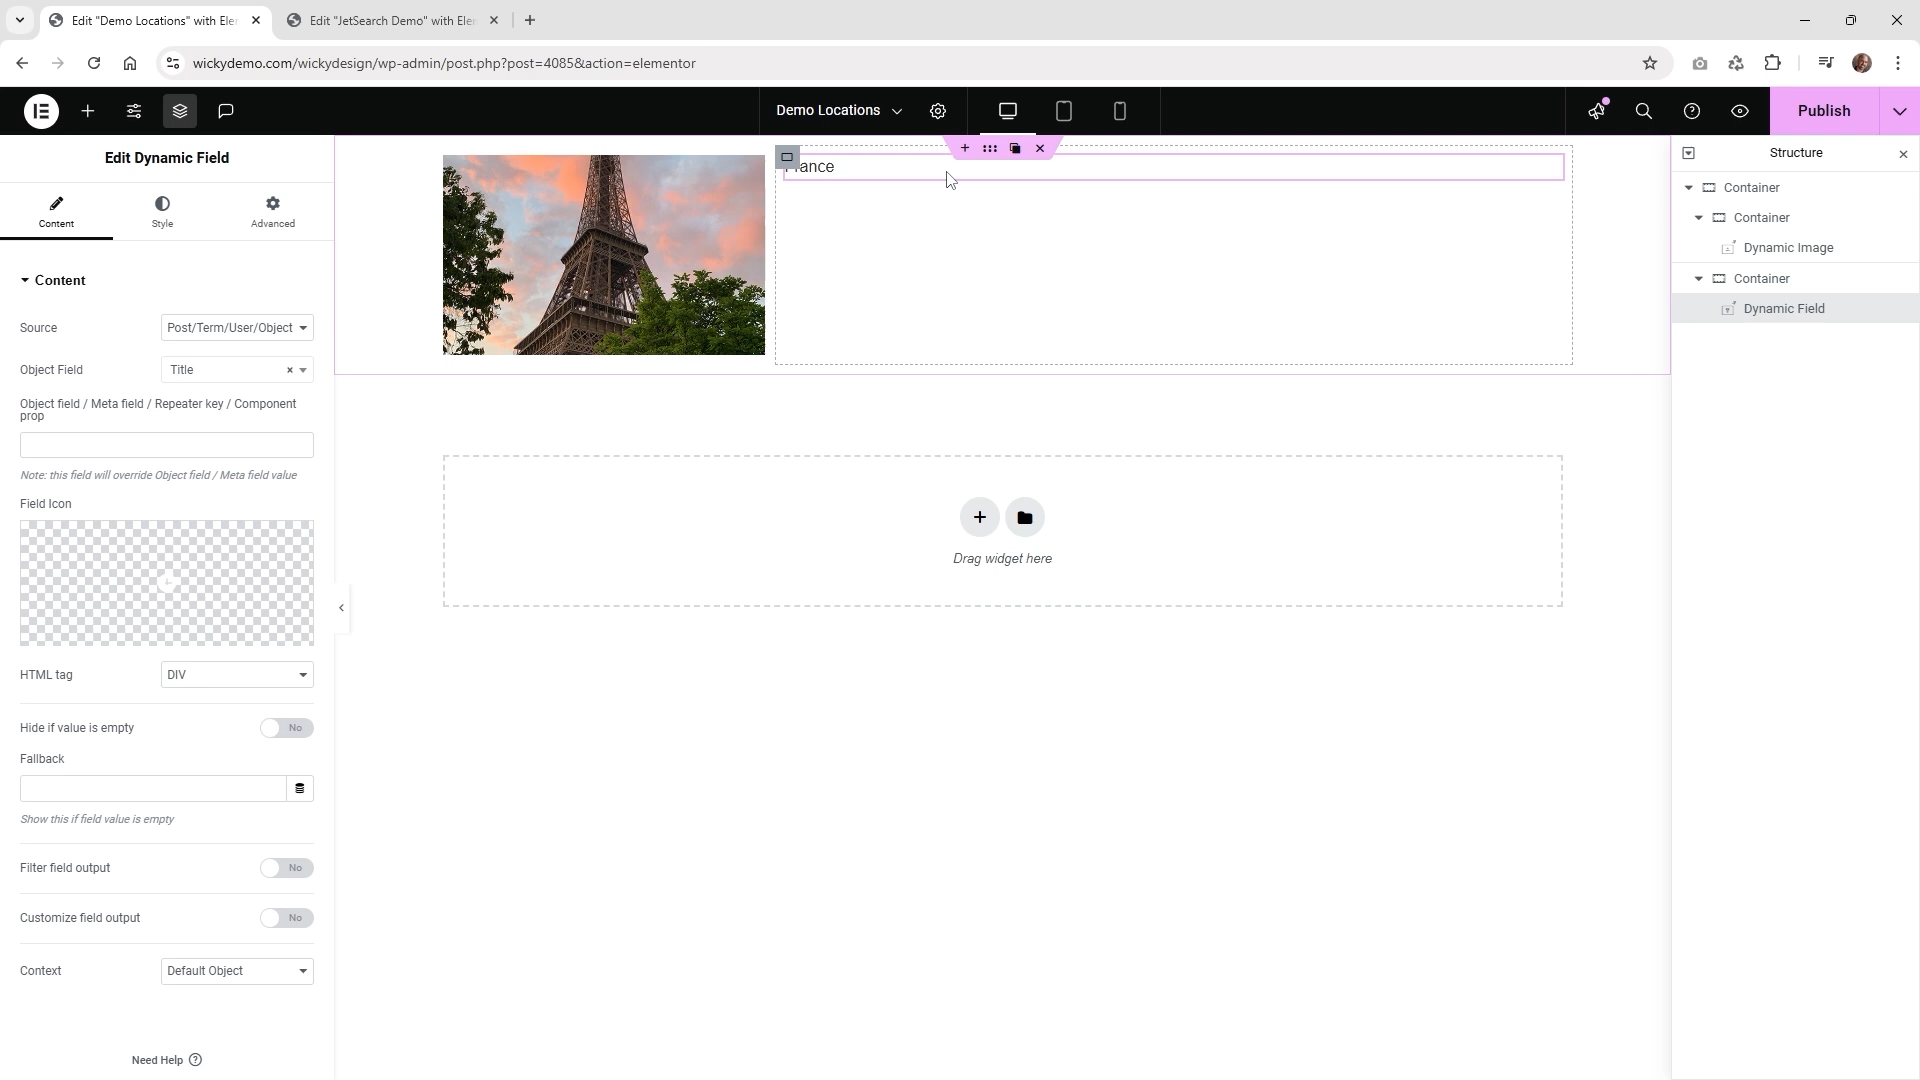 Edit "Demo Locations" with Ele
Edit "JetSearch Demo" with Ele
wickydemo.com/wickydesign/wp-admin/post.php?post=4085&action=elementor
Demo Locations
Publish
Edit Dynamic Field
Content
Style
Advanced
Content
Source
Post/Term/User/Object
Object Field
Title
Object field / Meta field / Repeater key / Component
prop
Note: this field will override Object field / Meta field value
Field Icon
HTML tag
DIV
Hide if value is empty
No
Fallback
Show this if field value is empty
Filter field output
No
Customize field output
No
Context
Default Object
Need Help
France
Drag widget here
Structure
Container
Container
Dynamic Image
Container
Dynamic Field